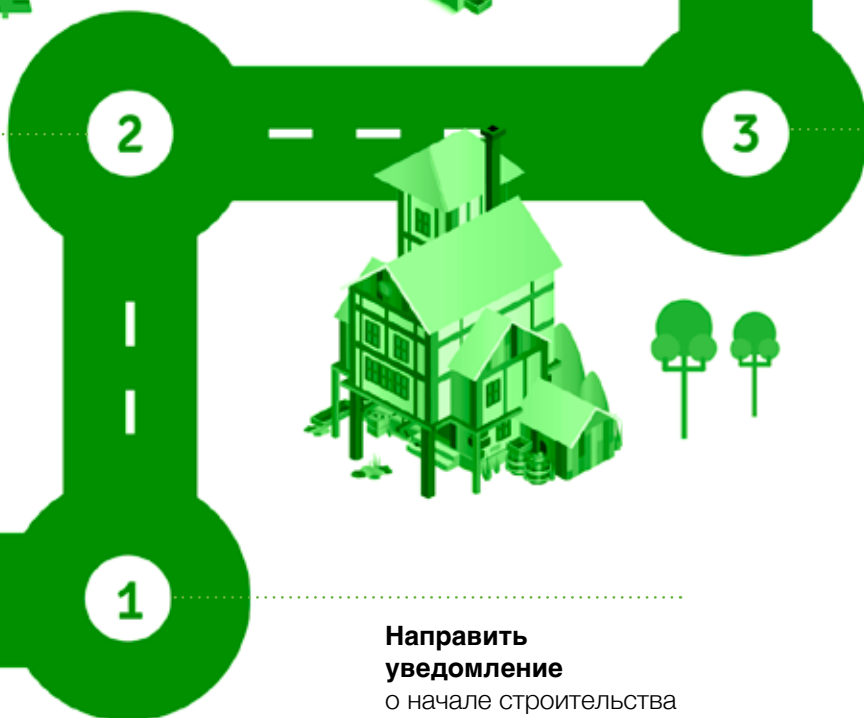 2
3
1
Направить
уведомление
о начале строительства